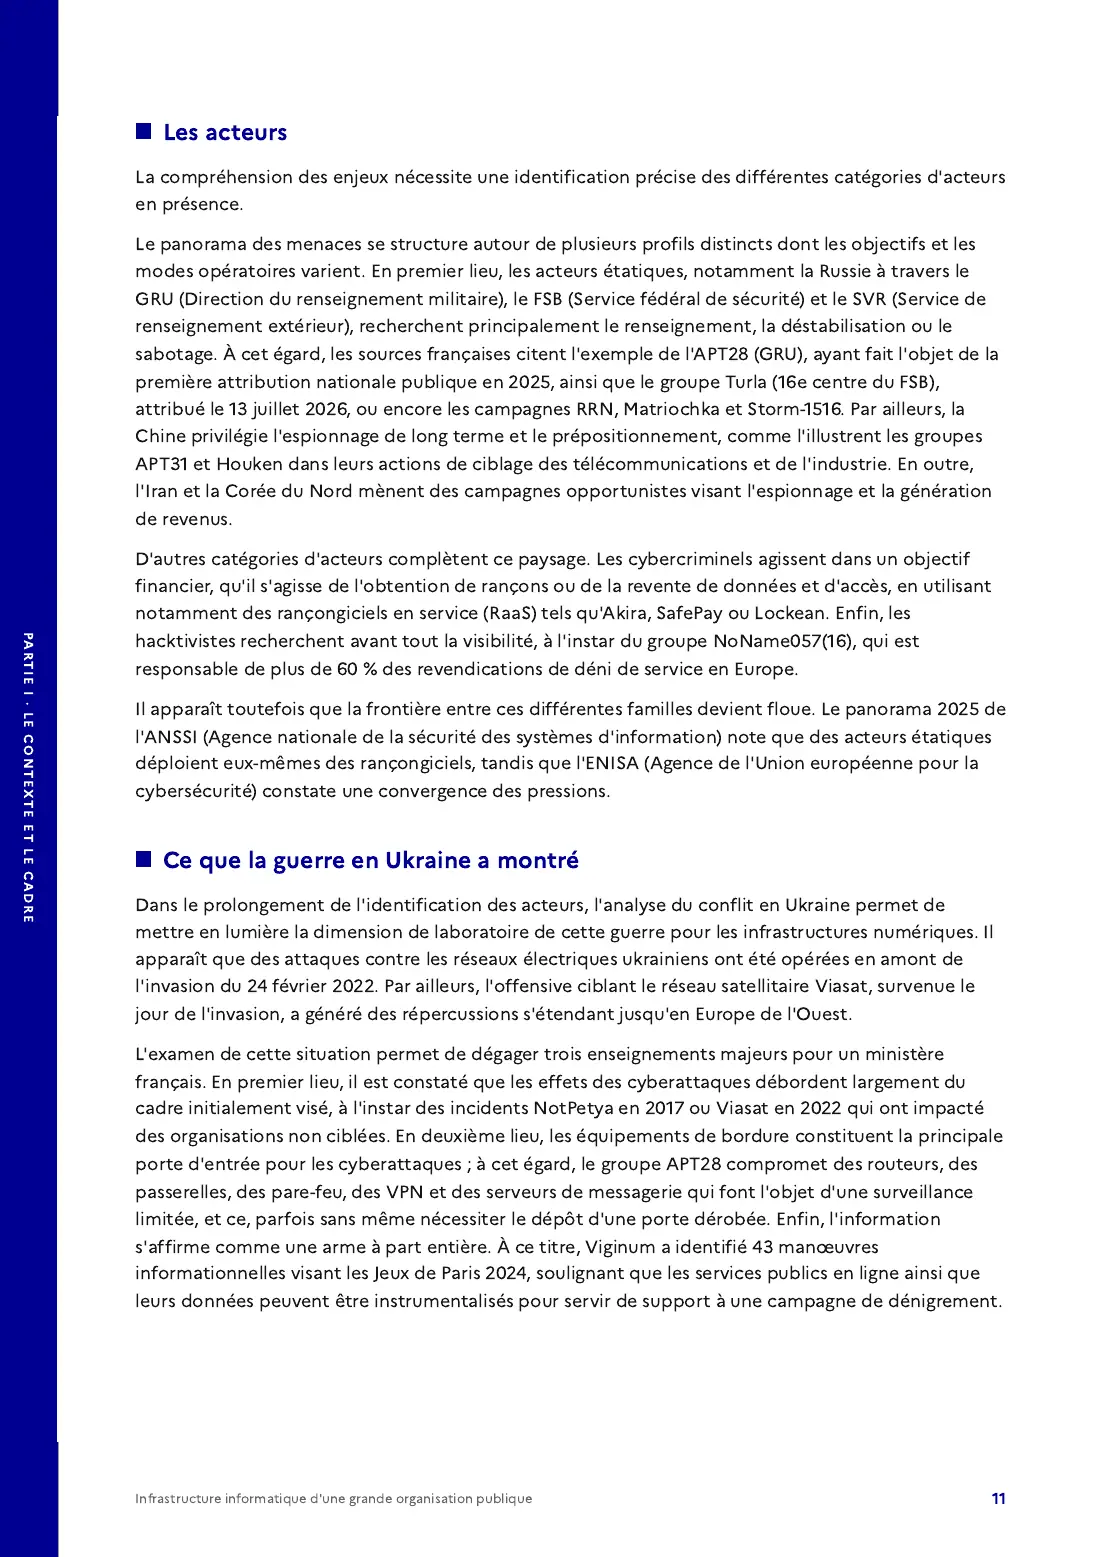 Les acteurs
La compréhension des enjeux nécessite une identification précise des différentes catégories d'acteurs
en présence.
Le panorama des menaces se structure autour de plusieurs profils distincts dont les objectifs et les
modes opératoires varient. En premier lieu, les acteurs étatiques, notamment la Russie à travers le
GRU (Direction du renseignement militaire), le FSB (Service fédéral de sécurité) et le SVR (Service de
renseignement extérieur), recherchent principalement le renseignement, la déstabilisation ou le
sabotage. À cet égard, les sources françaises citent l'exemple de l'APT28 (GRU), ayant fait l'objet de la
première attribution nationale publique en 2025, ainsi que le groupe Turla (16e centre du FSB),
attribué le 13 juillet 2026, ou encore les campagnes RRN, Matriochka et Storm-1516. Par ailleurs, la
Chine privilégie l'espionnage de long terme et le prépositionnement, comme l'illustrent les groupes
APT31 et Houken dans leurs actions de ciblage des télécommunications et de l'industrie. En outre,
l'Iran et la Corée du Nord mènent des campagnes opportunistes visant l'espionnage et la génération
de revenus.
D'autres catégories d'acteurs complètent ce paysage. Les cybercriminels agissent dans un objectif
financier, qu'il s'agisse de l'obtention de rançons ou de la revente de données et d'accès, en utilisant
notamment des rançongiciels en service (RaaS) tels qu'Akira, SafePay ou Lockean. Enfin, les
hacktivistes recherchent avant tout la visibilité, à l'instar du groupe NoName057(16), qui est
responsable de plus de 60 % des revendications de déni de service en Europe.
Il apparaît toutefois que la frontière entre ces différentes familles devient floue. Le panorama 2025 de
l'ANSSI (Agence nationale de la sécurité des systèmes d'information) note que des acteurs étatiques
déploient eux-mêmes des rançongiciels, tandis que l'ENISA (Agence de l'Union européenne pour la
cybersécurité) constate une convergence des pressions.
Ce que la guerre en Ukraine a montré
Dans le prolongement de l'identification des acteurs, l'analyse du conflit en Ukraine permet de
mettre en lumière la dimension de laboratoire de cette guerre pour les infrastructures numériques. Il
apparaît que des attaques contre les réseaux électriques ukrainiens ont été opérées en amont de
l'invasion du 24 février 2022. Par ailleurs, l'offensive ciblant le réseau satellitaire Viasat, survenue le
jour de l'invasion, a généré des répercussions s'étendant jusqu'en Europe de l'Ouest.
L'examen de cette situation permet de dégager trois enseignements majeurs pour un ministère
français. En premier lieu, il est constaté que les effets des cyberattaques débordent largement du
cadre initialement visé, à l'instar des incidents NotPetya en 2017 ou Viasat en 2022 qui ont impacté
des organisations non ciblées. En deuxième lieu, les équipements de bordure constituent la principale
porte d'entrée pour les cyberattaques ; à cet égard, le groupe APT28 compromet des routeurs, des
passerelles, des pare-feu, des VPN et des serveurs de messagerie qui font l'objet d'une surveillance
limitée, et ce, parfois sans même nécessiter le dépôt d'une porte dérobée. Enfin, l'information
s'affirme comme une arme à part entière. À ce titre, Viginum a identifié 43 manœuvres
informationnelles visant les Jeux de Paris 2024, soulignant que les services publics en ligne ainsi que
leurs données peuvent être instrumentalisés pour servir de support à une campagne de dénigrement.
PARTIE I · LE CONTEXTE ET LE CADRE
Infrastructure informatique d'une grande organisation publique
11